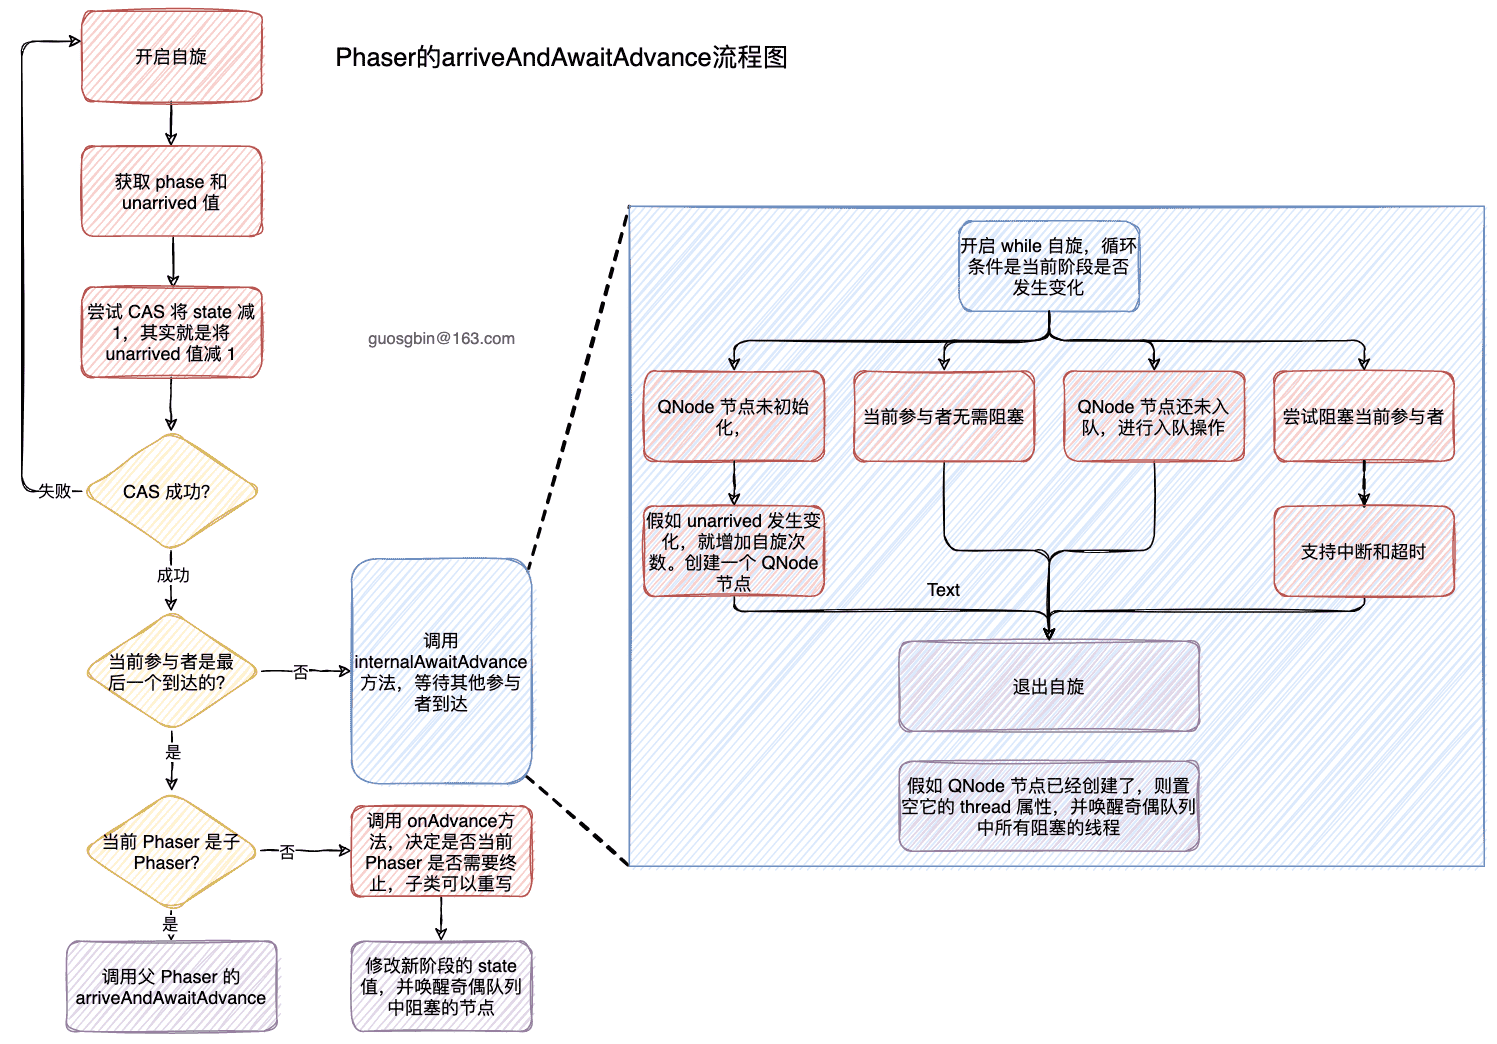 Phaser的arriveAndAwaitAdvance流程图
开启自旋
获取 phase 和
unarrived 值
尝试 CAS 将 state 减
1，其实就是将
unarrived 值减 1
guosgbin@163.com
CAS 成功?
失败
成功
当前参与者是最
后一个到达的?
否
调用
internalAwaitAdvance
方法，等待其他参与
者到达
是
当前 Phaser 是子
Phaser?
否
调用 onAdvance方
法，决定是否当前
Phaser 是否需要终
止，子类可以重写
是
调用父 Phaser 的
arriveAndAwaitAdvance
修改新阶段的 state
值，并唤醒奇偶队列
中阻塞的节点
开启 while 自旋，循环
条件是当前阶段是否
发生变化
QNode 节点未初始
化，
当前参与者无需阻塞
QNode 节点还未入
队，进行入队操作
尝试阻塞当前参与者
假如 unarrived 发生变
化，就增加自旋次
数。创建一个 QNode
节点
支持中断和超时
Text
退出自旋
假如 QNode 节点已经创建了，则置
空它的 thread 属性，并唤醒奇偶队列
中所有阻塞的线程